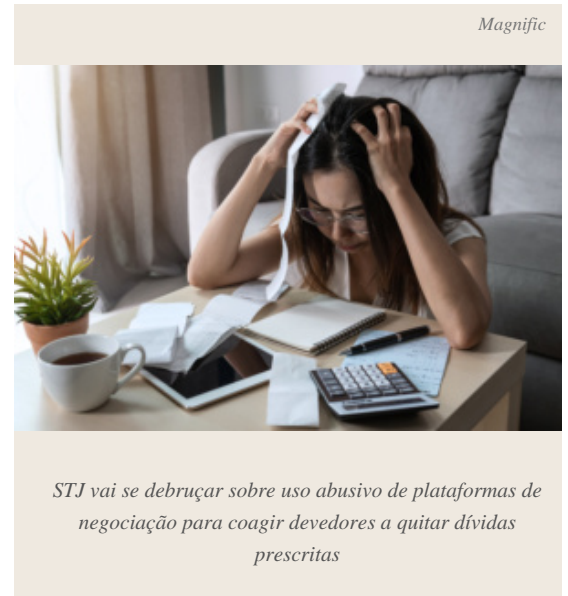 Magnific
STJ vai se debruçar sobre uso abusivo de plataformas de
negociação para coagir devedores a quitar dívidas
prescritas